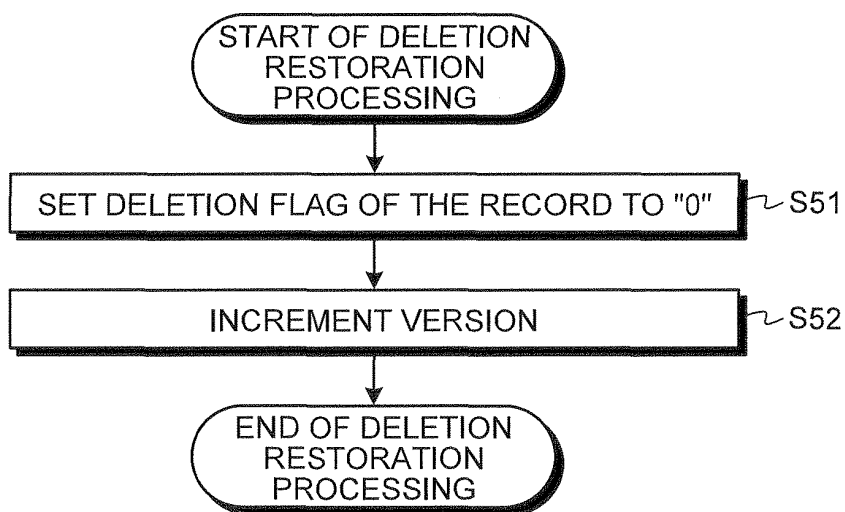 START OF DELETION
RESTORATION
PROCESSING
SET DELETION FLAG OF THE RECORD TO "0"
S51
INCREMENT VERSION
S52
END OF DELETION
RESTORATION
PROCESSING